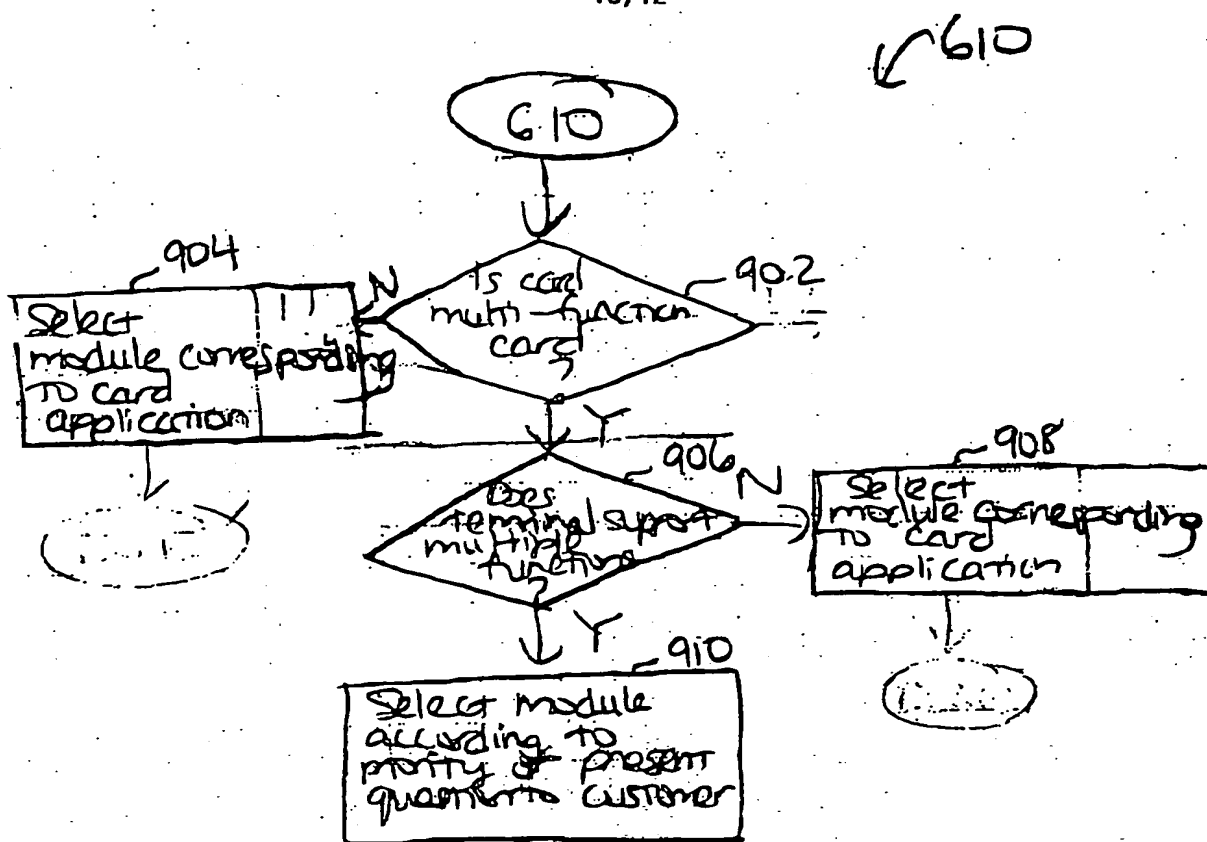 610
610
904
N
902
Is card
multi-function
card
?
Select
module corresponding
TO card
application
Y
906
N
908
Does
terminal support
multiple
functions
?
Select
module corresponding
TO card
application
Y
910
Select module
according to
priority or present
question to customer